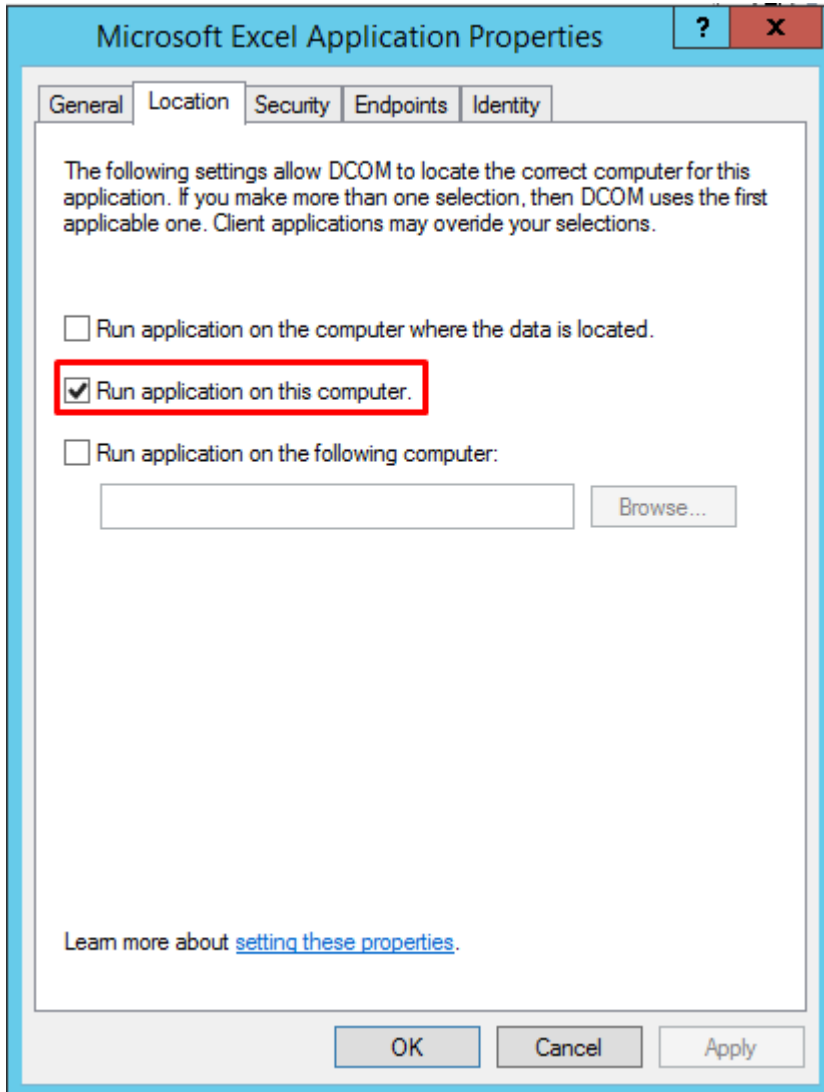 Microsoft Excel Application Properties
? x
General Location Security Endpoints Identity
The following settings allow DCOM to locate the correct computer for this
application. If you make more than one selection, then DCOM uses the first
applicable one. Client applications may overide your selections.
Run application on the computer where the data is located.
Run application on this computer.
Run application on the following computer:
Browse...
Learn more about setting these properties.
OK Cancel Apply